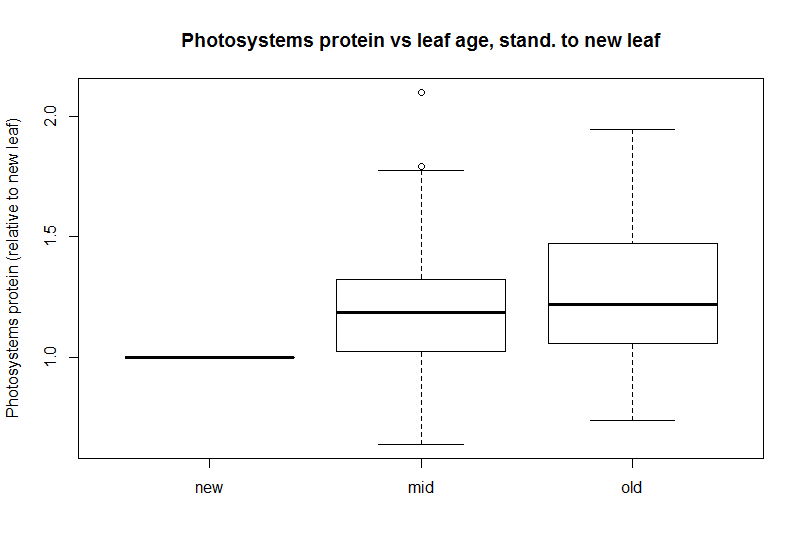 Photosystems protein vs leaf age, stand. to new leaf
Photosystems protein (relative to new leaf)
2.0
1.5
1.0
new
mid
old